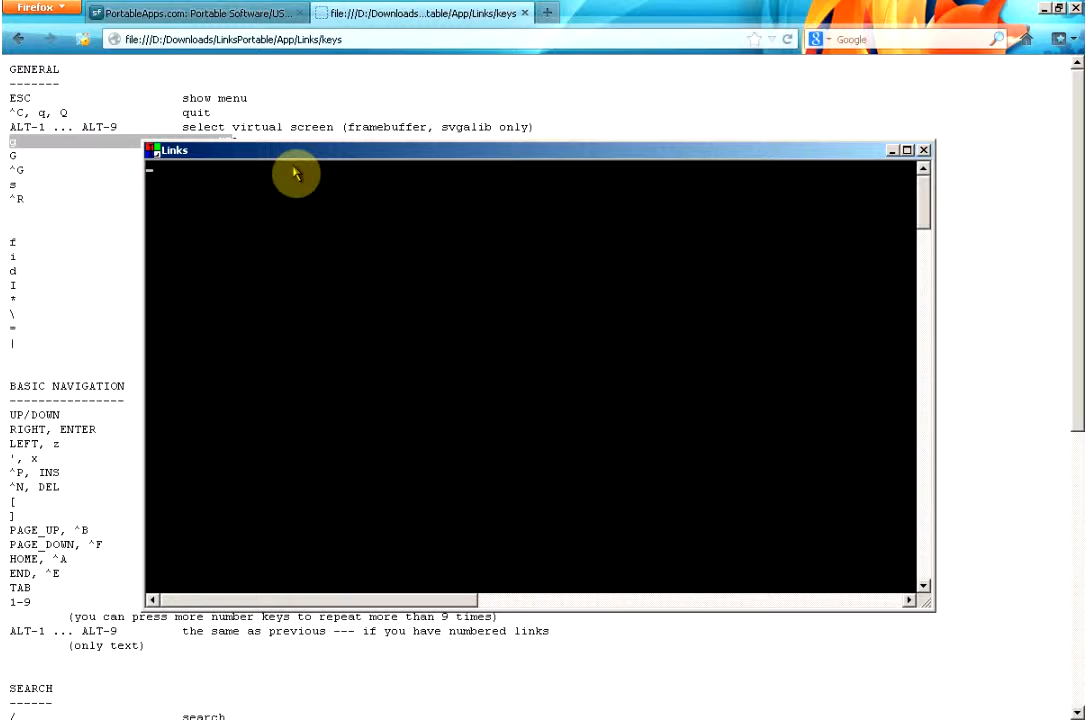 Firefox
PortableApps.com: Portable Software/US...
file:///D:/Downloads...table/App/Links/keys
file:///D:/Downloads/LinksPortable/App/Links/keys
Google
GENERAL
-------
ESC show menu
^C, q, Q quit
ALT-1 ... ALT-9 select virtual screen (framebuffer, svgalib only)
g
Links
G
^G
s
^R
f
i
d
I
*
\
=
|
BASIC NAVIGATION
----------------
UP/DOWN
RIGHT, ENTER
LEFT, z
', x
^P, INS
^N, DEL
[
]
PAGE_UP, ^B
PAGE_DOWN, ^F
HOME, ^A
END, ^E
TAB
1-9
(you can press more number keys to repeat more than 9 times)
ALT-1 ... ALT-9 the same as previous --- if you have numbered links
(only text)
SEARCH
------
/ search